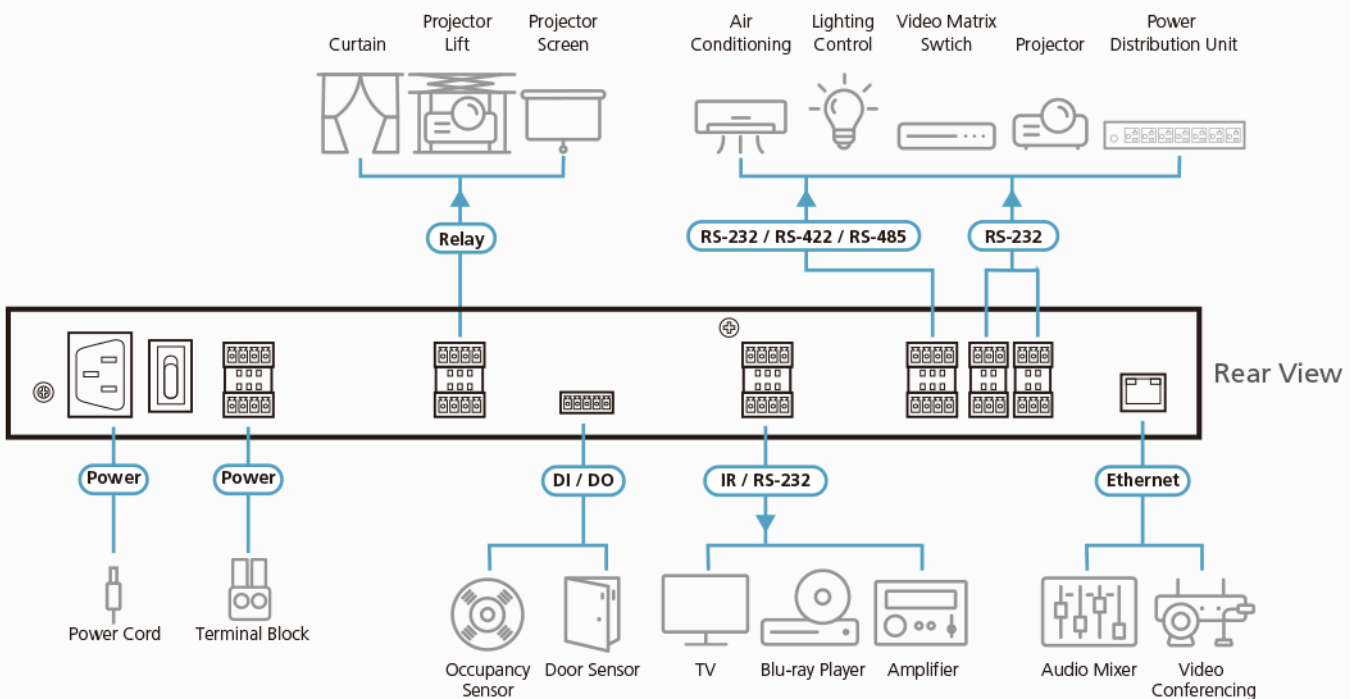 Curtain
Projector
Lift
Projector
Screen
Air
Conditioning
Lighting
Control
Video Matrix
Swtich
Projector
Power
Distribution Unit
Relay
RS-232 / RS-422 / RS-485
RS-232
Rear View
Power
Power
DI / DO
IR / RS-232
Ethernet
Power Cord
Terminal Block
Occupancy
Sensor
Door Sensor
TV
Blu-ray Player
Amplifier
Audio Mixer
Video
Conferencing